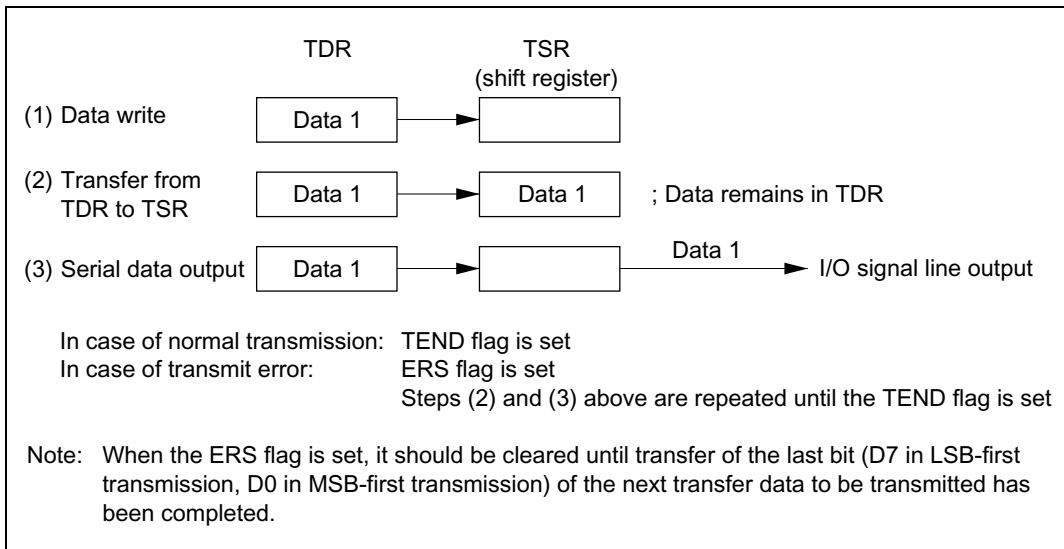 TDR TSR
(shift register)
(1) Data write Data 1
(2) Transfer from
TDR to TSR Data 1 Data 1 ; Data remains in TDR
(3) Serial data output Data 1 Data 1 I/O signal line output
In case of normal transmission: TEND flag is set
In case of transmit error: ERS flag is set
Steps (2) and (3) above are repeated until the TEND flag is set
Note: When the ERS flag is set, it should be cleared until transfer of the last bit (D7 in LSB-first
transmission, D0 in MSB-first transmission) of the next transfer data to be transmitted has
been completed.